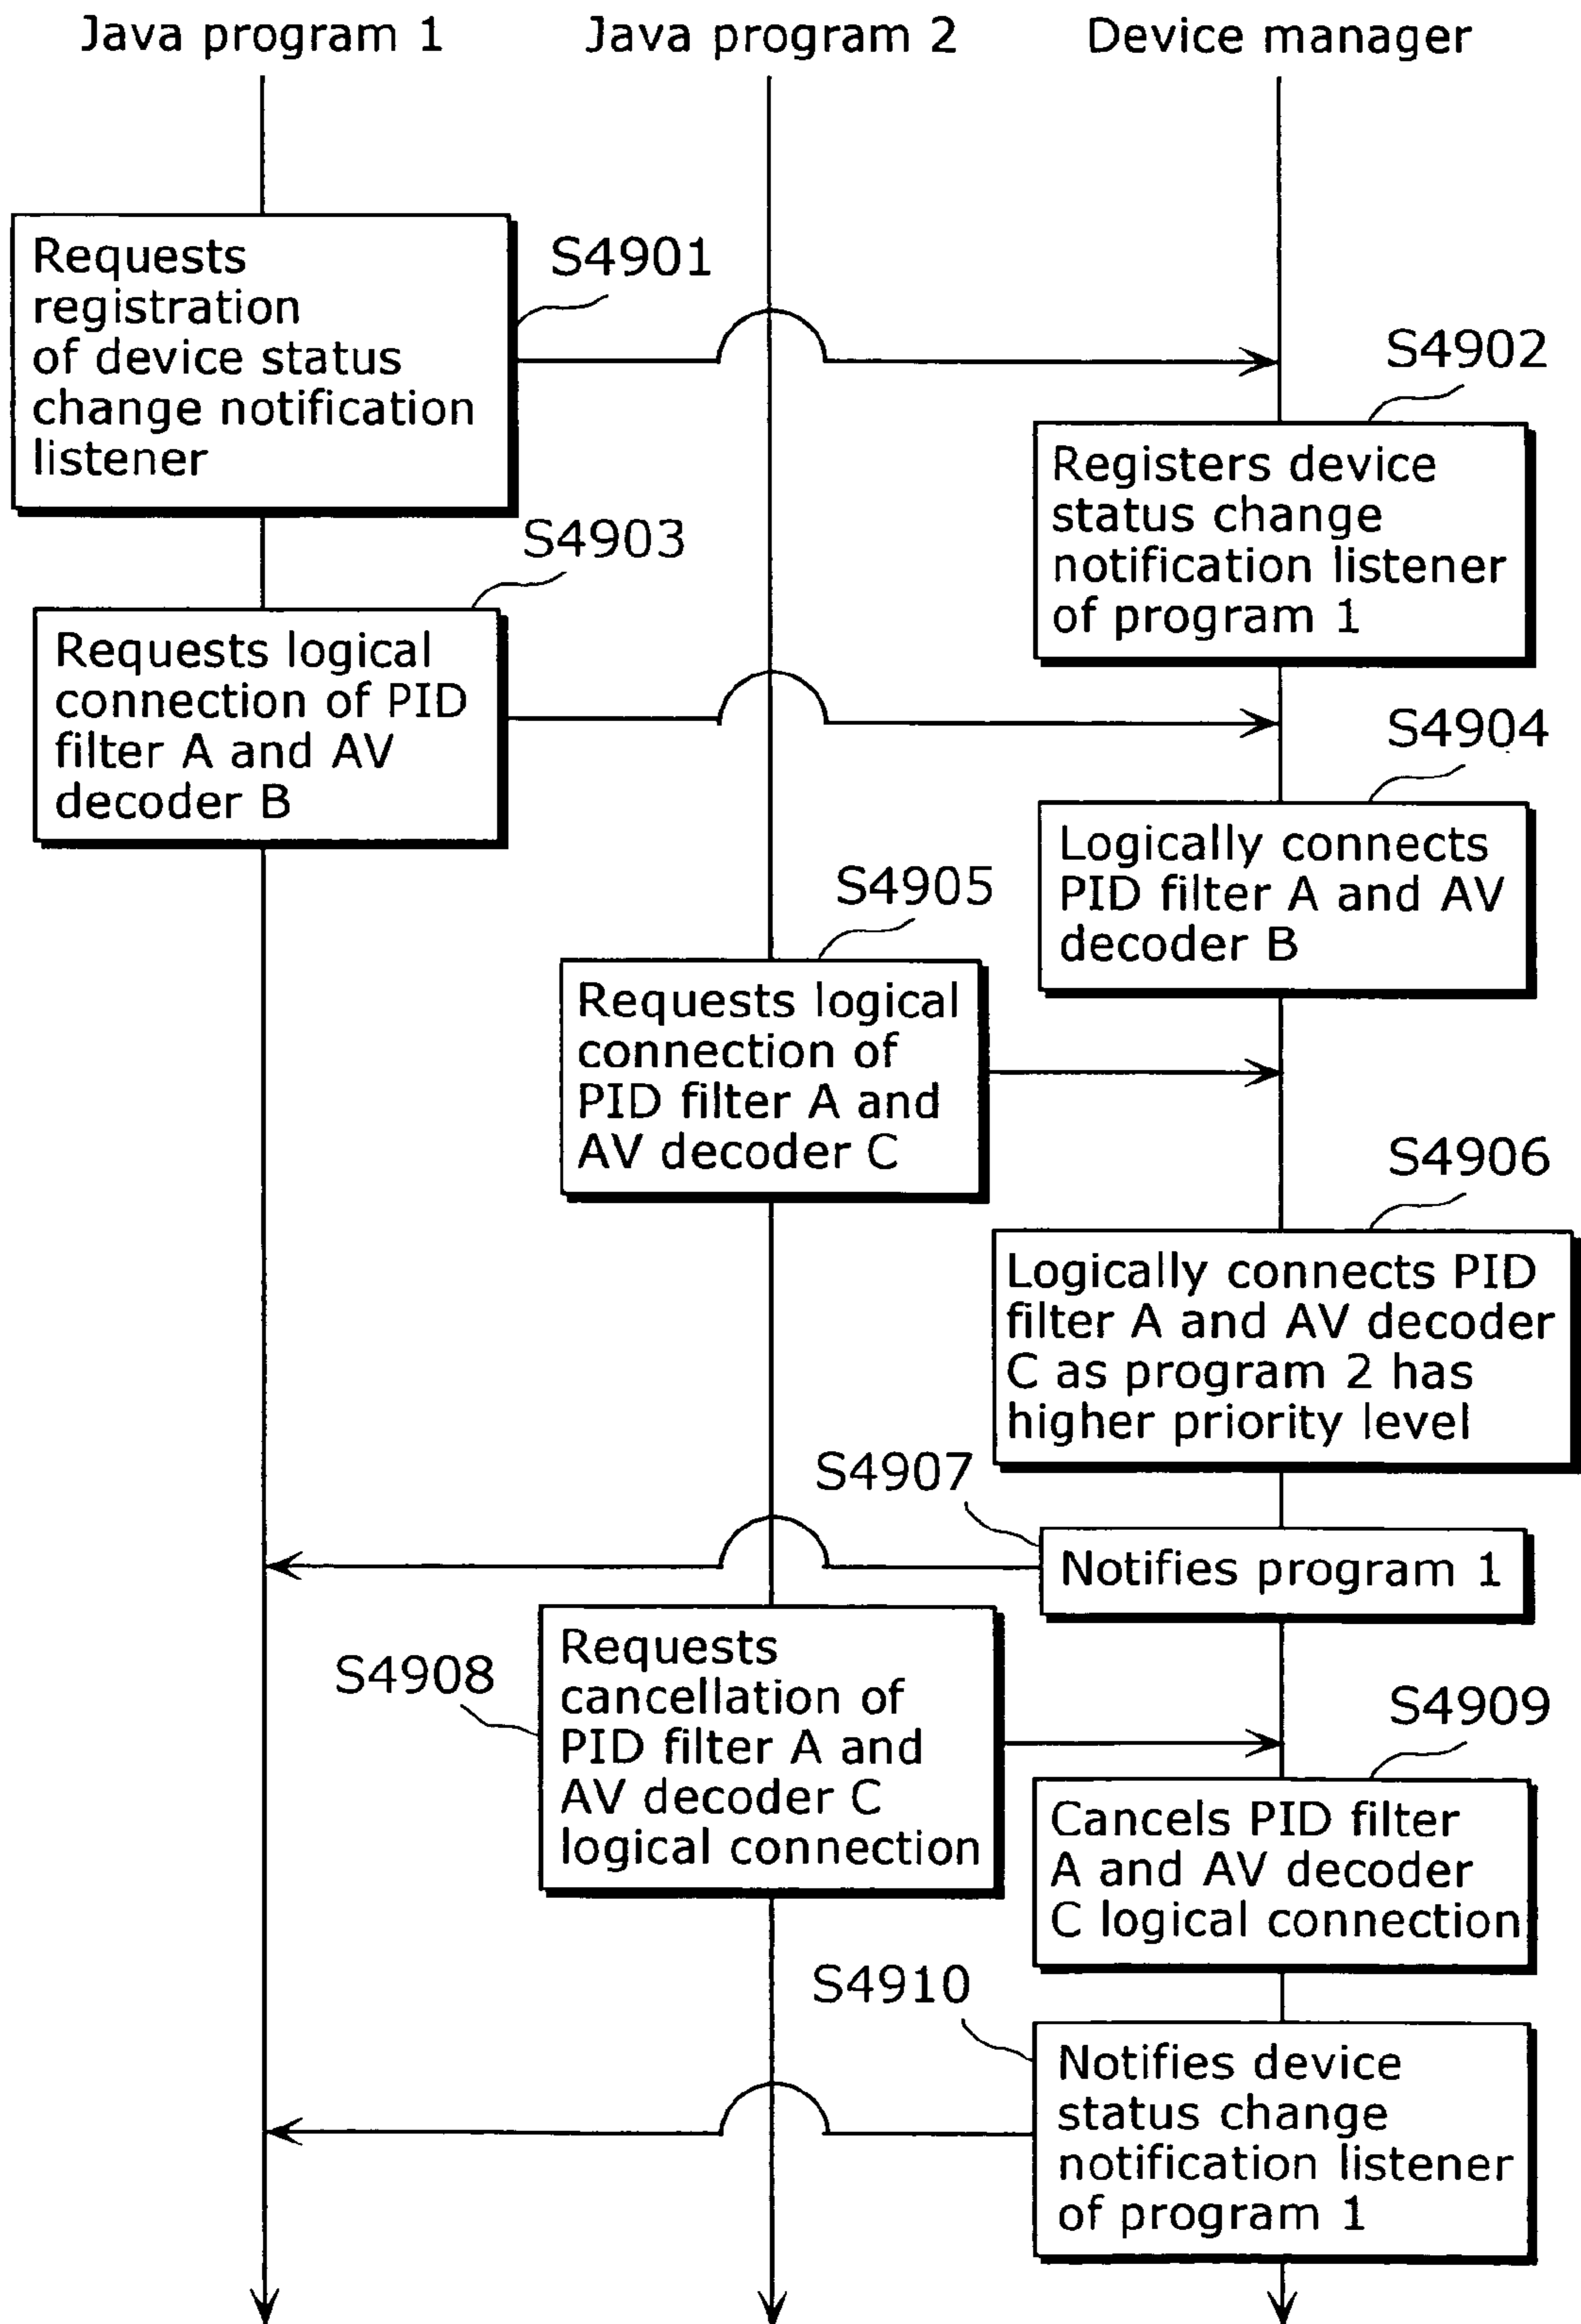 Java program 1
Java program 2
Device manager
Requests
registration
of device status
change notification
listener
S4901
S4902
Registers device
status change
notification listener
of program 1
S4903
Requests logical
connection of PID
filter A and AV
decoder B
S4904
Logically connects
PID filter A and AV
decoder B
S4905
Requests logical
connection of
PID filter A and
AV decoder C
S4906
Logically connects PID
filter A and AV decoder
C as program 2 has
higher priority level
S4907
Notifies program 1
S4908
Requests
cancellation of
PID filter A and
AV decoder C
logical connection
S4909
Cancels PID filter
A and AV decoder
C logical connection
S4910
Notifies device
status change
notification listener
of program 1